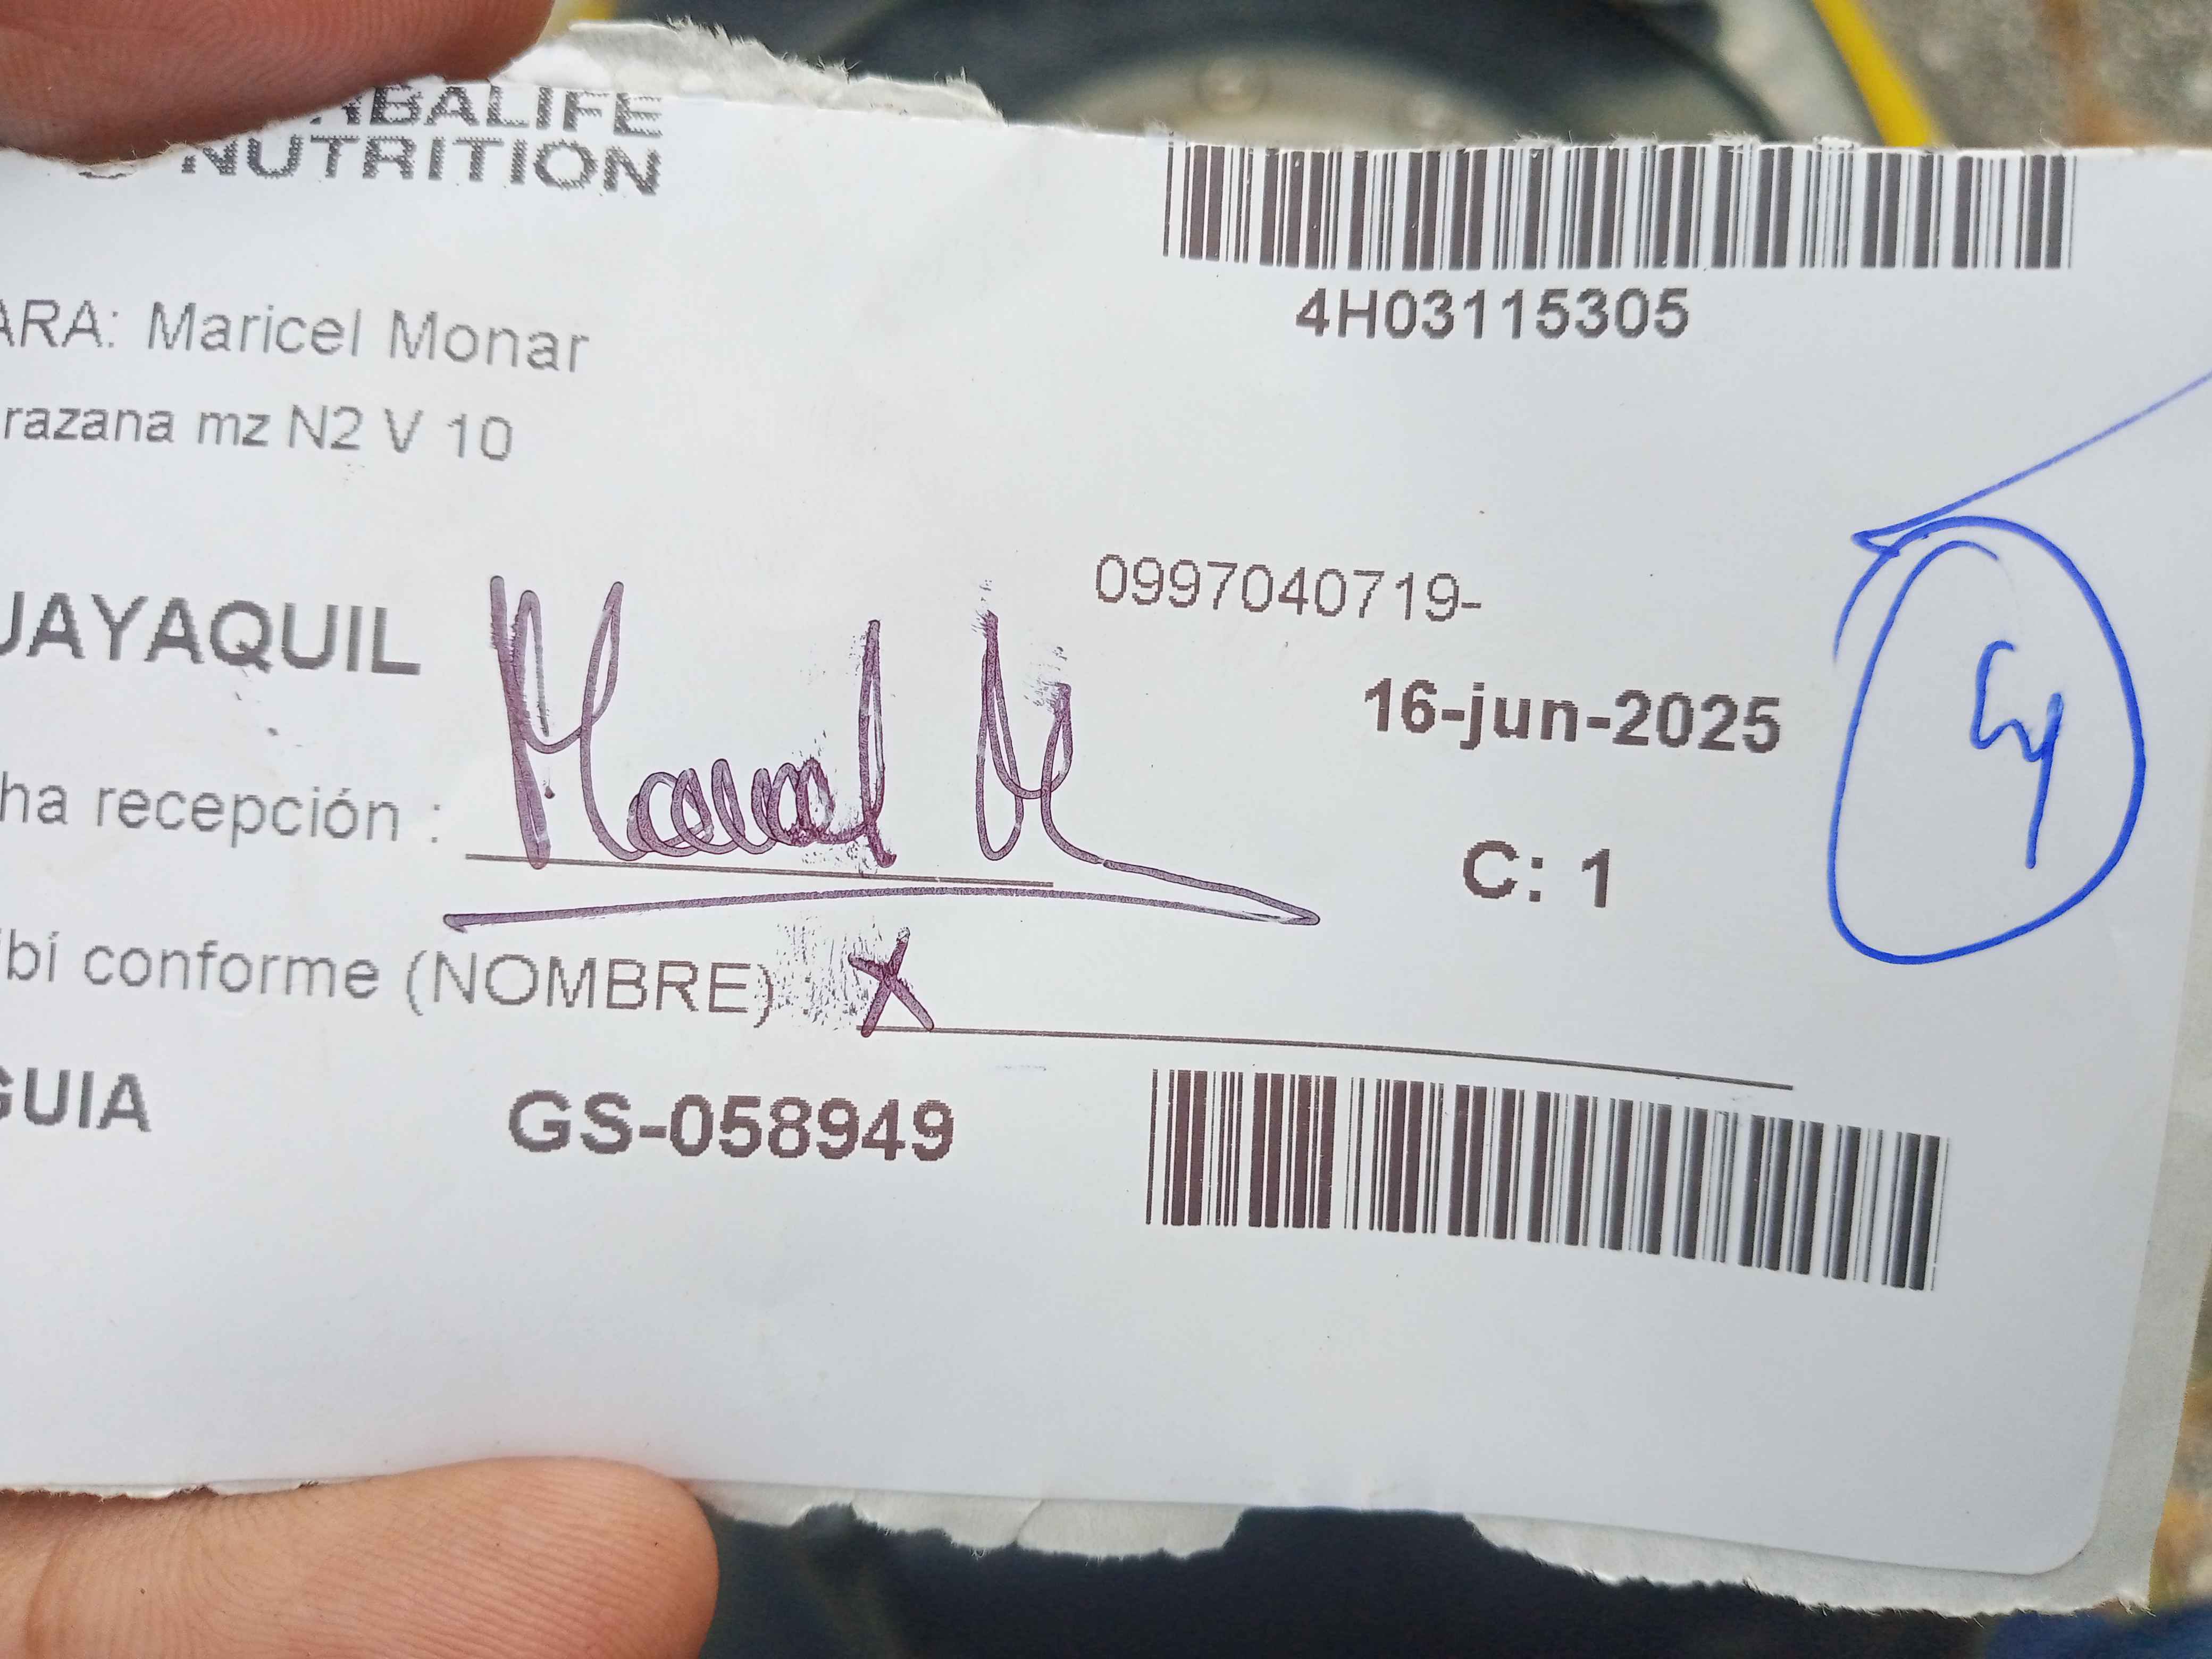 RBALIFE
NUTRITION
4H03115305
ARA: Maricel Monar
razana mz N2 V 10
0997040719-
UAYAQUIL
16-jun-2025
ha recepción :
C: 1
ibí conforme (NOMBRE) X
GUIA GS-058949